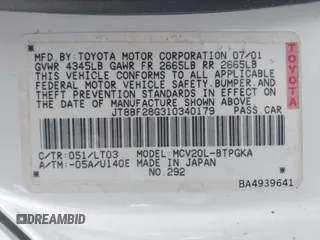 MFD. BY: TOYOTA MOTOR CORPORATION 07/01
GVWR 4345LB GAWR FR 2665LB RR 2665LB
THIS VEHICLE CONFORMS TO ALL APPLICABLE
FEDERAL MOTOR VEHICLE SAFETY, BUMPER, AND
THEFT PREVENTION STANDARDS IN EFFECT ON
THE DATE OF MANUFACTURE SHOWN ABOVE.
JT8BF28G310340179 PASS.CAR
TOYOTA
C/TR: 051/LT03 MODEL: MCV20L-BTPGKA
A/TM: -05A/U140E MADE IN JAPAN
NO.292
BA4939641
© DREAMBID